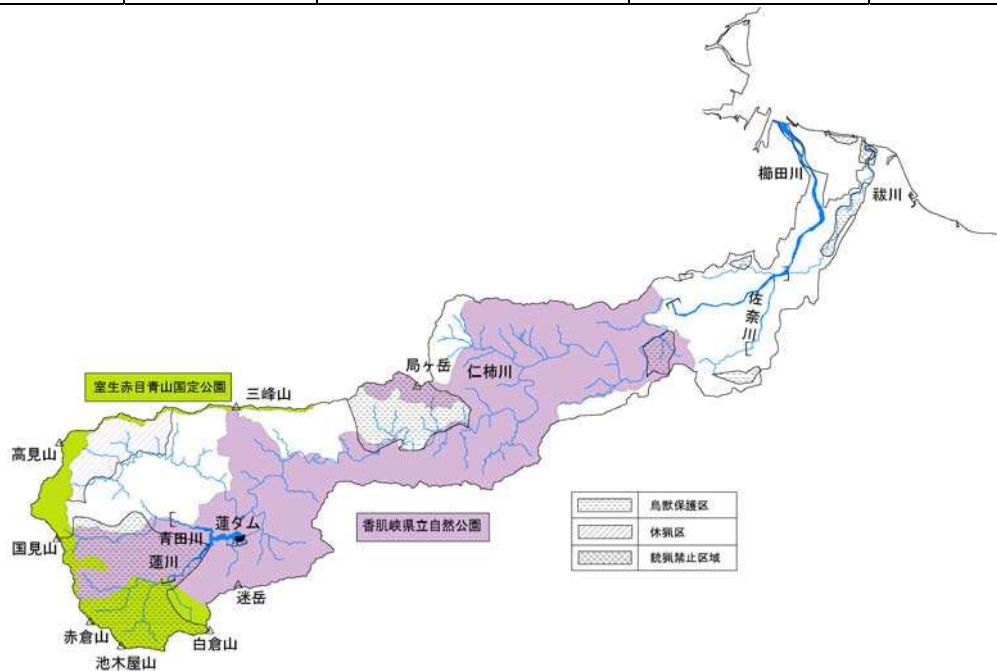 櫛田川
祓川
佐奈川
局ヶ岳
仁柿川
室生赤目青山国定公園
三峰山
高見山
鳥獣保護区
休猟区
銃猟禁止区域
香肌峡県立自然公園
蓮ダム
青田川
国見山
蓮川
迷岳
赤倉山
白倉山
池木屋山